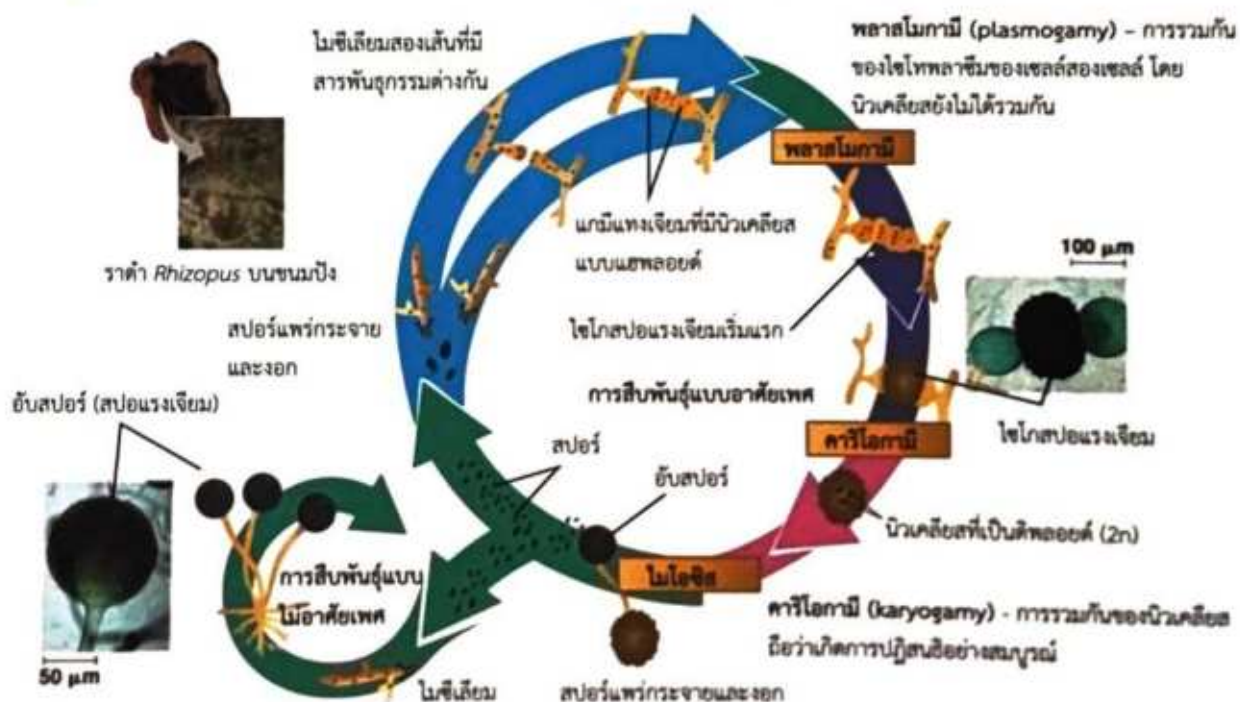 ไมซีเลียมสองเส้นที่มี
สารพันธุกรรมต่างกัน
พลาสโมกามี (plasmogamy) - การรวมกัน
ของไซโทพลาซึมของเซลล์สองเซลล์ โดย
นิวเคลียสยังไม่ได้รวมกัน
พลาสโมกามี
แกมีแทงเจียมที่มีนิวเคลียส
แบบแฮพลอยด์
100 μm
ราดำ Rhizopus บนขนมปัง
ไซโกสปอแรงเจียมเริ่มแรก
สปอร์แพร่กระจาย
และงอก
การสืบพันธุ์แบบอาศัยเพศ
อับสปอร์ (สปอแรงเจียม)
ไซโกสปอแรงเจียม
คาริโอกามี
สปอร์
อับสปอร์
นิวเคลียสที่เป็นดิพลอยด์ (2n)
การสืบพันธุ์แบบ
ไม่อาศัยเพศ
ไมโอซิส
คาริโอกามี (karyogamy) - การรวมกันของนิวเคลียส
ถือว่าเกิดการปฏิสนธิอย่างสมบูรณ์
50 μm
ไมซีเลียม
สปอร์แพร่กระจายและงอก